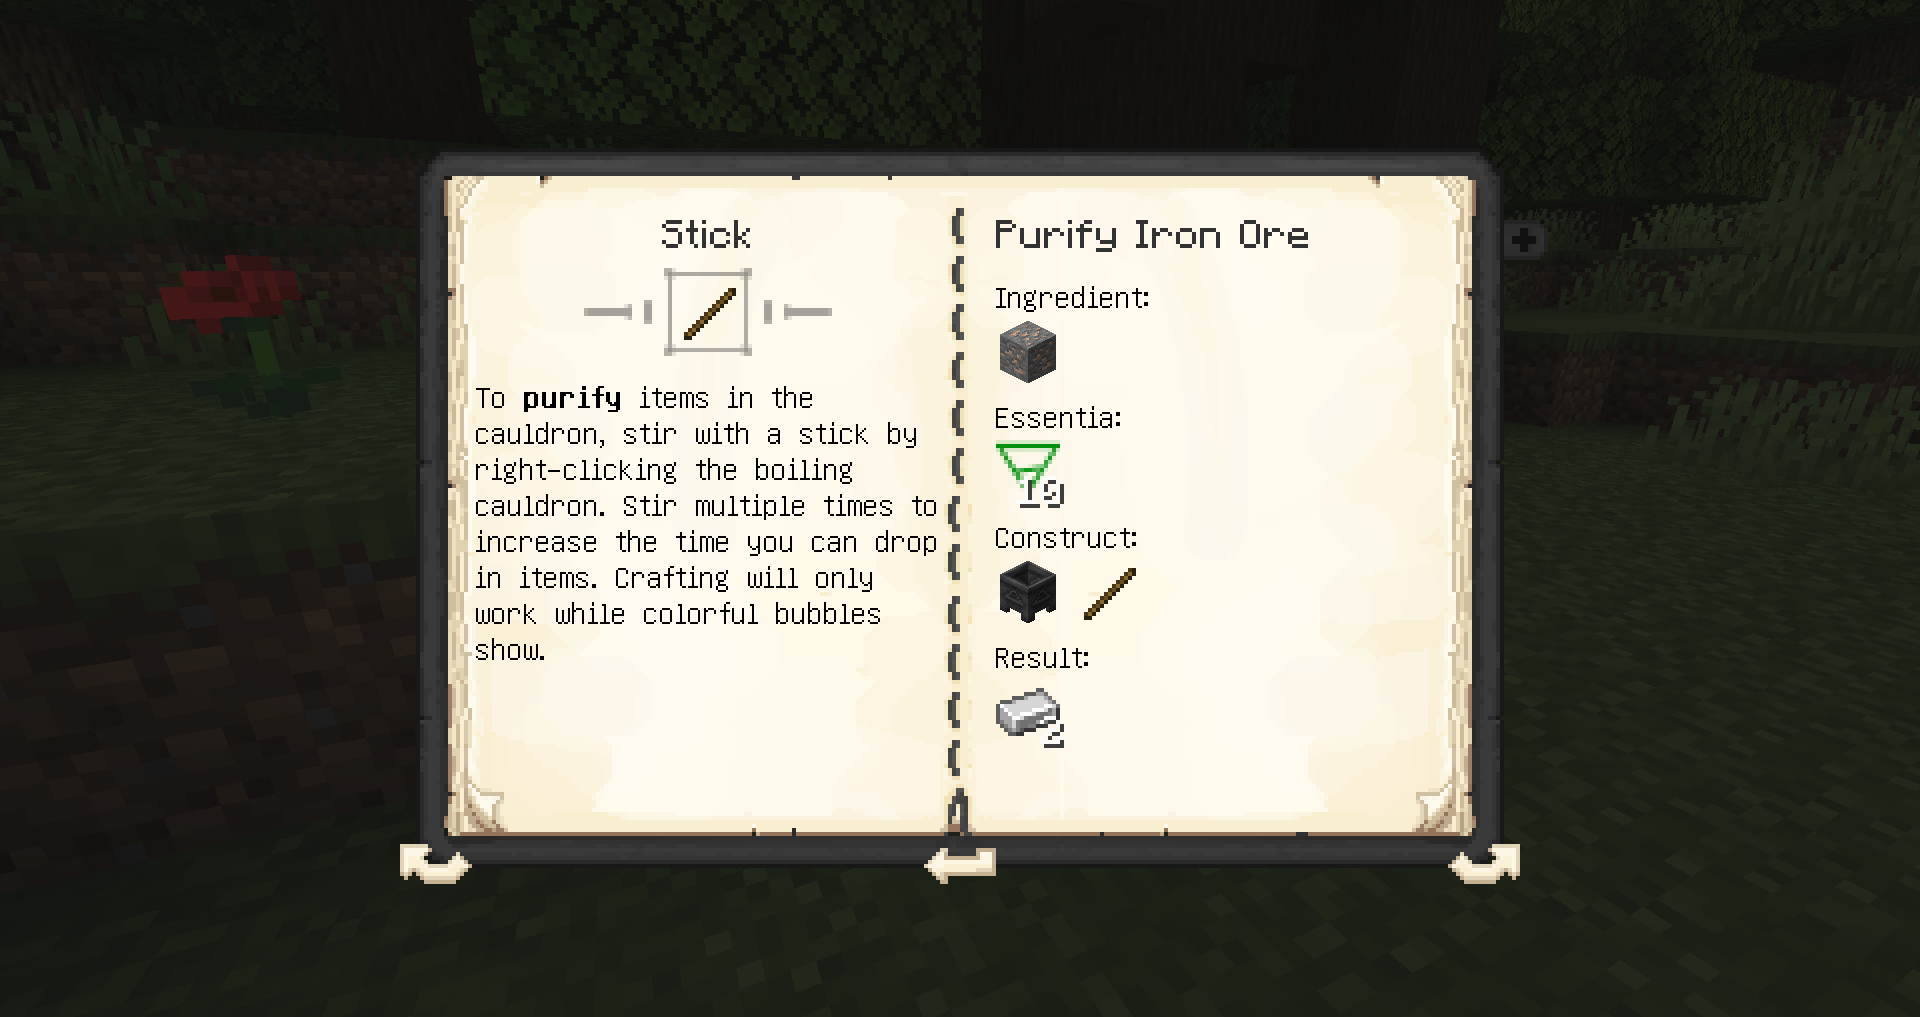 Stick
To purify items in the
cauldron, stir with a stick by
right-clicking the boiling
cauldron. Stir multiple times to
increase the time you can drop
in items. Crafting will only
work while colorful bubbles
show.
Purify Iron Ore
Ingredient:
Essentia:
19
Construct:
Result:
2